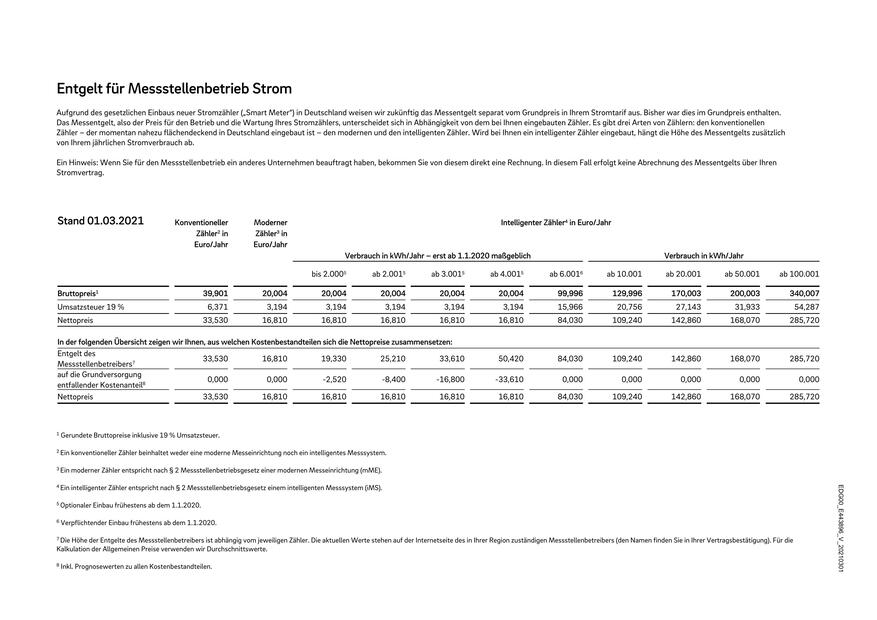 Entgelt für Messstellenbetrieb Strom
Aufgrund des gesetzlichen Einbaus neuer Stromzähler („Smart Meter“) in Deutschland weisen wir zukünftig das Messentgelt separat vom Grundpreis in Ihrem Stromtarif aus. Bisher war dies im Grundpreis enthalten.
Das Messentgelt, also der Preis für den Betrieb und die Wartung Ihres Stromzählers, unterscheidet sich in Abhängigkeit von dem bei Ihnen eingebauten Zähler. Es gibt drei Arten von Zählern: den konventionellen
Zähler – der momentan nahezu flächendeckend in Deutschland eingebaut ist – den modernen und den intelligenten Zähler. Wird bei Ihnen ein intelligenter Zähler eingebaut, hängt die Höhe des Messentgelts zusätzlich
von Ihrem jährlichen Stromverbrauch ab.
Ein Hinweis: Wenn Sie für den Messstellenbetrieb ein anderes Unternehmen beauftragt haben, bekommen Sie von diesem direkt eine Rechnung. In diesem Fall erfolgt keine Abrechnung des Messentgelts über Ihren
Stromvertrag.
Stand 01.03.2021 Konventioneller Moderner Intelligenter Zähler⁴ in Euro/Jahr
Zähler² in Zähler³ in
Euro/Jahr Euro/Jahr
Verbrauch in kWh/Jahr – erst ab 1.1.2020 maßgeblich Verbrauch in kWh/Jahr
bis 2.000⁵ ab 2.001⁵ ab 3.001⁵ ab 4.001⁵ ab 6.001⁶ ab 10.001 ab 20.001 ab 50.001 ab 100.001
Bruttopreis¹ 39,901 20,004 20,004 20,004 20,004 20,004 99,996 129,996 170,003 200,003 340,007
Umsatzsteuer 19 % 6,371 3,194 3,194 3,194 3,194 3,194 15,966 20,756 27,143 31,933 54,287
Nettopreis 33,530 16,810 16,810 16,810 16,810 16,810 84,030 109,240 142,860 168,070 285,720
In der folgenden Übersicht zeigen wir Ihnen, aus welchen Kostenbestandteilen sich die Nettopreise zusammensetzen:
Entgelt des
Messstellenbetreibers⁷ 33,530 16,810 19,330 25,210 33,610 50,420 84,030 109,240 142,860 168,070 285,720
auf die Grundversorgung
entfallender Kostenanteil⁸ 0,000 0,000 -2,520 -8,400 -16,800 -33,610 0,000 0,000 0,000 0,000 0,000
Nettopreis 33,530 16,810 16,810 16,810 16,810 16,810 84,030 109,240 142,860 168,070 285,720
¹ Gerundete Bruttopreise inklusive 19 % Umsatzsteuer.
² Ein konventioneller Zähler beinhaltet weder eine moderne Messeinrichtung noch ein intelligentes Messsystem.
³ Ein moderner Zähler entspricht nach § 2 Messstellenbetriebsgesetz einer modernen Messeinrichtung (mME).
⁴ Ein intelligenter Zähler entspricht nach § 2 Messstellenbetriebsgesetz einem intelligenten Messsystem (iMS).
⁵ Optionaler Einbau frühestens ab dem 1.1.2020.
⁶ Verpflichtender Einbau frühestens ab dem 1.1.2020.
⁷ Die Höhe der Entgelte des Messstellenbetreibers ist abhängig vom jeweiligen Zähler. Die aktuellen Werte stehen auf der Internetseite des in Ihrer Region zuständigen Messstellenbetreibers (den Namen finden Sie in Ihrer Vertragsbestätigung). Für die
Kalkulation der Allgemeinen Preise verwenden wir Durchschnittswerte.
⁸ Inkl. Prognosewerten zu allen Kostenbestandteilen.
EDG00_E443896_V_20210301